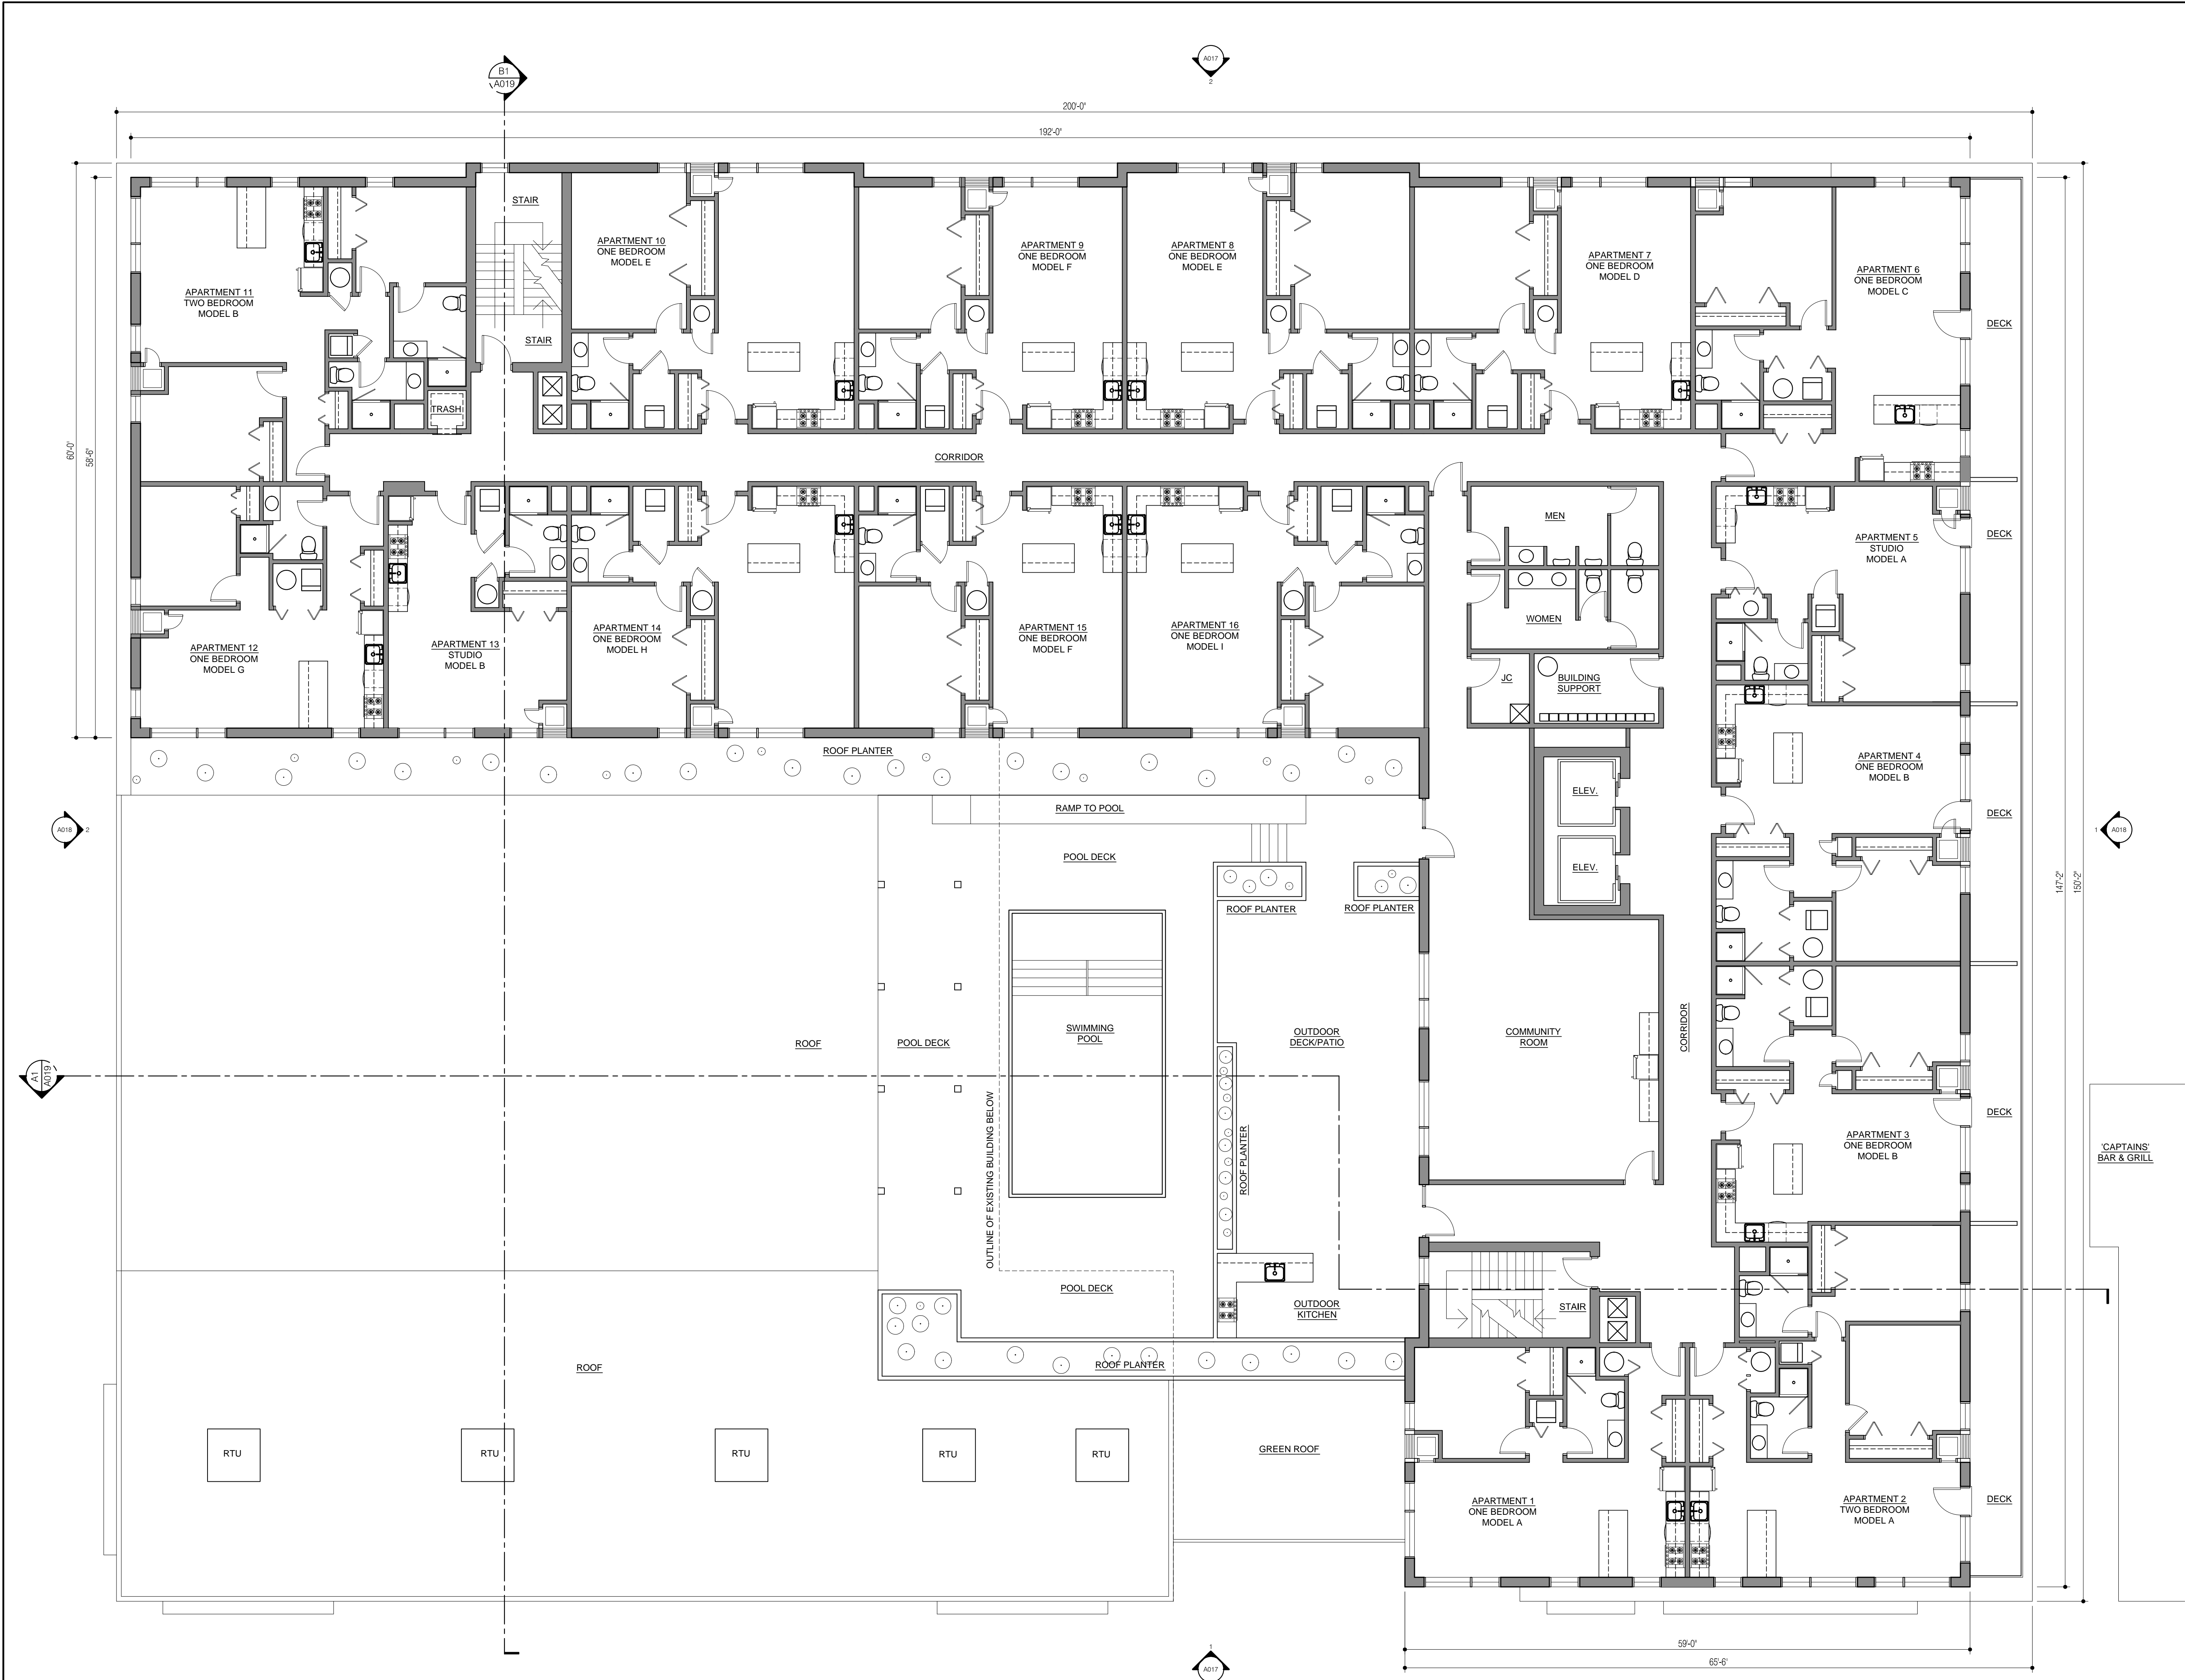 B1
A019
A017
2
200'-0"
192'-0"
STAIR
APARTMENT 10
ONE BEDROOM
MODEL E
APARTMENT 9
ONE BEDROOM
MODEL F
APARTMENT 8
ONE BEDROOM
MODEL E
APARTMENT 7
ONE BEDROOM
MODEL D
APARTMENT 6
ONE BEDROOM
MODEL C
APARTMENT 11
TWO BEDROOM
MODEL B
DECK
STAIR
TRASH
60'-0"
58'-6"
CORRIDOR
MEN
APARTMENT 5
STUDIO
MODEL A
DECK
WOMEN
APARTMENT 12
ONE BEDROOM
MODEL G
APARTMENT 13
STUDIO
MODEL B
APARTMENT 14
ONE BEDROOM
MODEL H
APARTMENT 15
ONE BEDROOM
MODEL F
APARTMENT 16
ONE BEDROOM
MODEL I
JC
BUILDING
SUPPORT
ROOF PLANTER
APARTMENT 4
ONE BEDROOM
MODEL B
ELEV.
RAMP TO POOL
DECK
A018
2
1
A018
POOL DECK
ELEV.
147'-2"
150'-2"
ROOF PLANTER
ROOF PLANTER
SWIMMING
POOL
OUTDOOR
DECK/PATIO
COMMUNITY
ROOM
CORRIDOR
ROOF
POOL DECK
A1
A019
OUTLINE OF EXISTING BUILDING BELOW
ROOF PLANTER
DECK
APARTMENT 3
ONE BEDROOM
MODEL B
'CAPTAINS'
BAR & GRILL
POOL DECK
OUTDOOR
KITCHEN
STAIR
ROOF
ROOF PLANTER
RTU
RTU
RTU
RTU
RTU
GREEN ROOF
APARTMENT 1
ONE BEDROOM
MODEL A
APARTMENT 2
TWO BEDROOM
MODEL A
DECK
59'-0"
65'-6"
1
A017